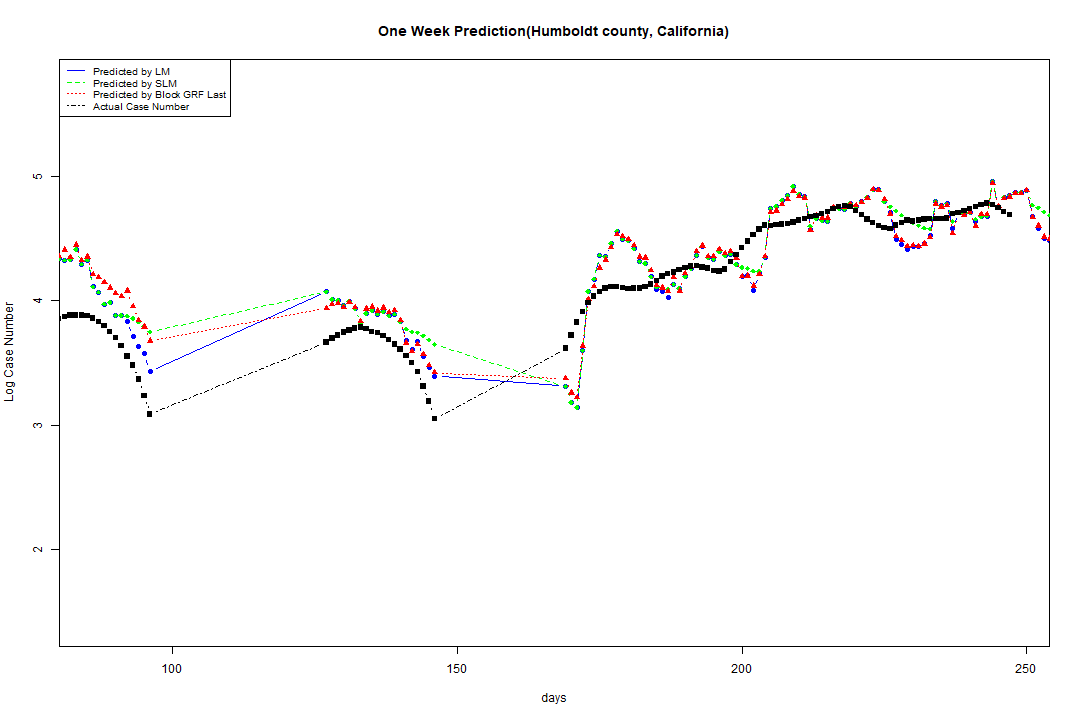 One Week Prediction(Humboldt county, California)
Predicted by LM
Predicted by SLM
Predicted by Block GRF Last
Actual Case Number
5
4
3
2
Log Case Number
100 150 200 250
days